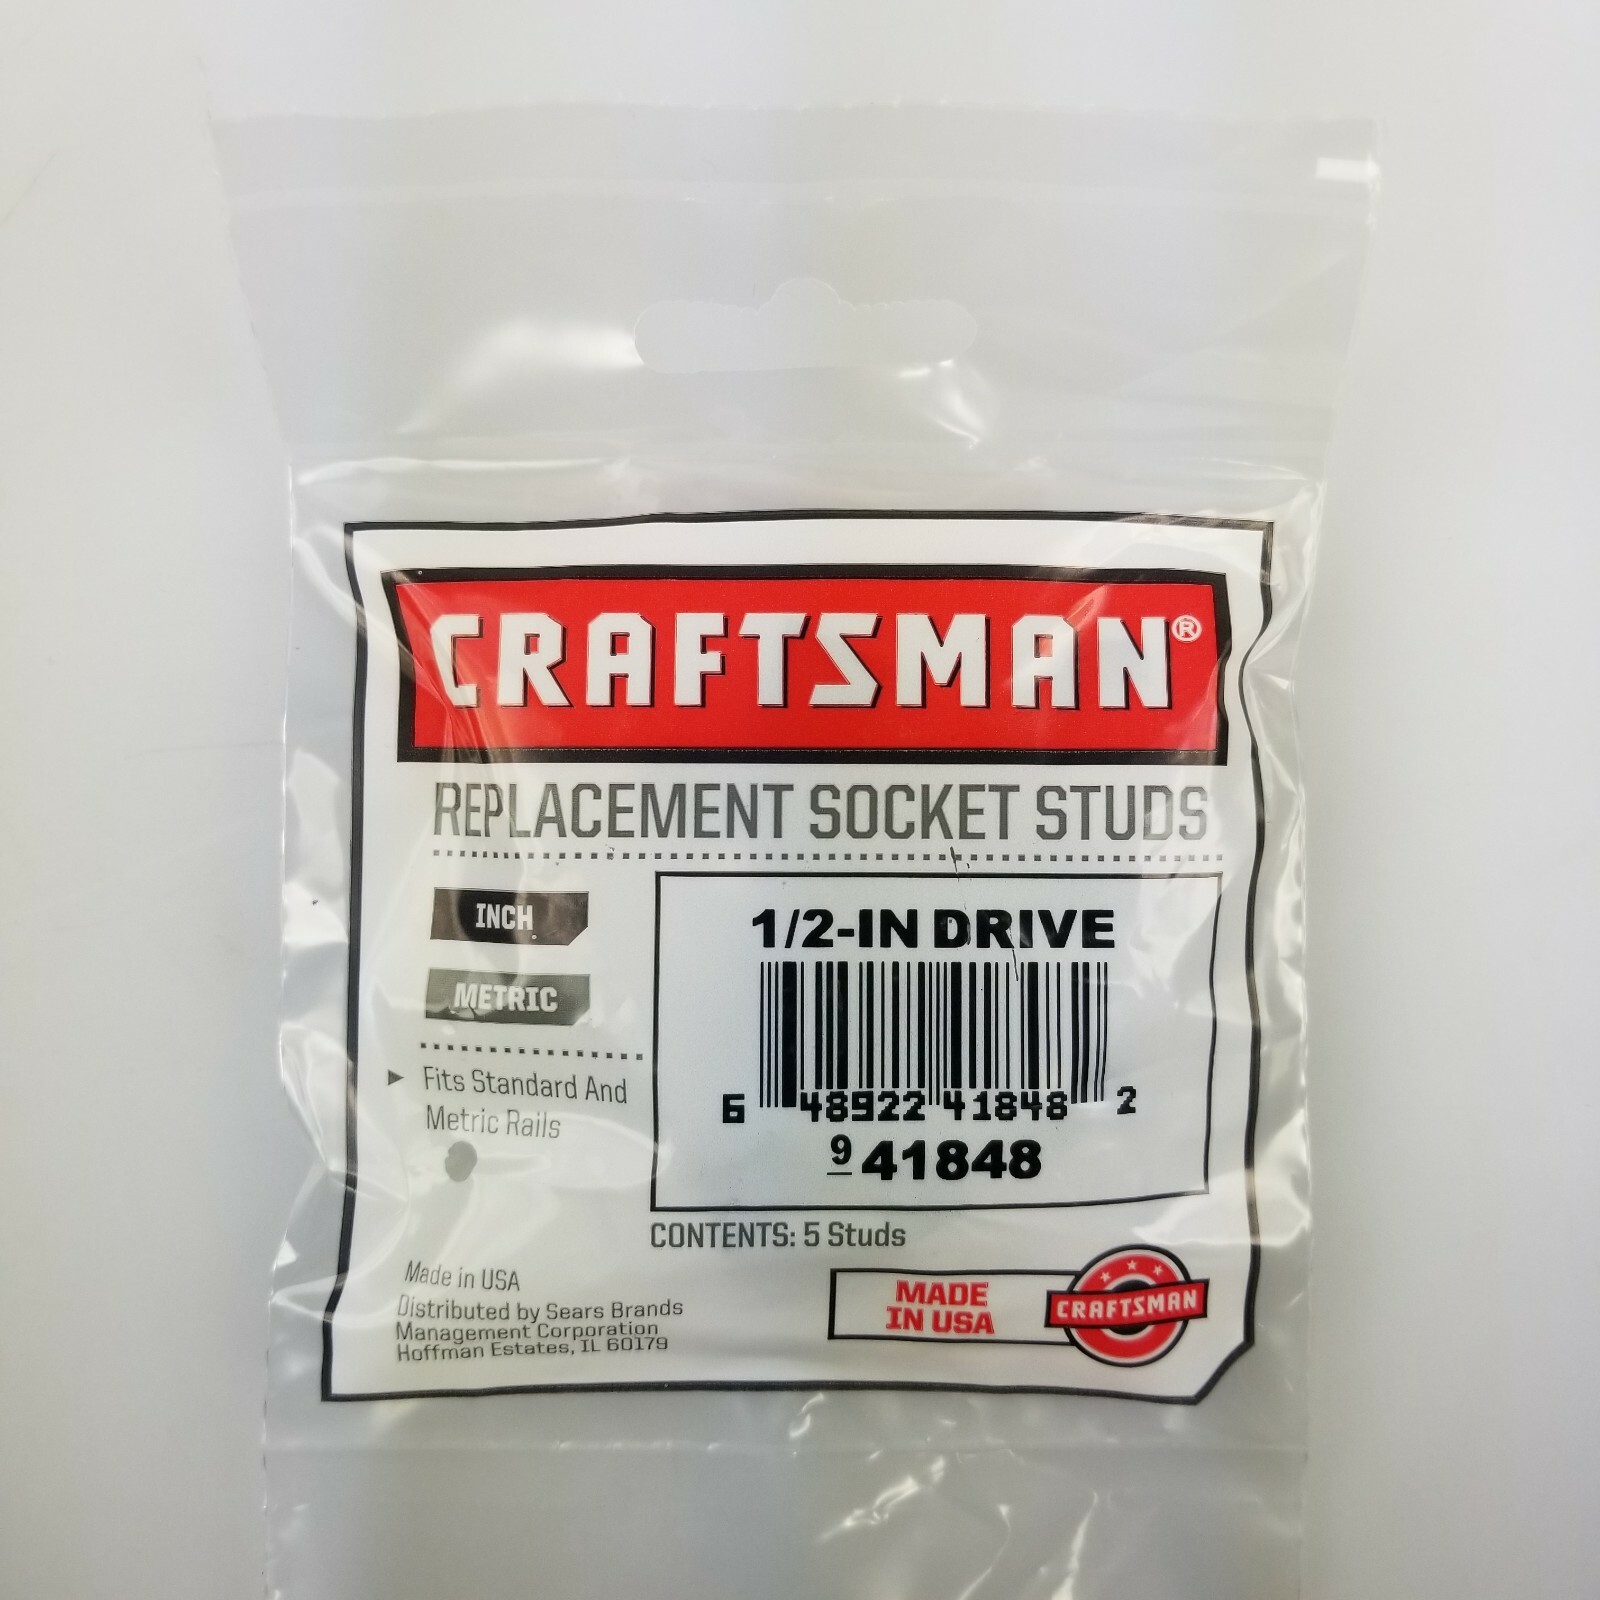 CRAFTSMAN®
REPLACEMENT SOCKET STUDS
INCH
METRIC
▶ Fits Standard And
Metric Rails
1/2-IN DRIVE
6 48922 41848 2
9 41848
CONTENTS: 5 Studs
Made in USA
Distributed by Sears Brands
Management Corporation
Hoffman Estates, IL 60179
MADE
IN USA
CRAFTSMAN